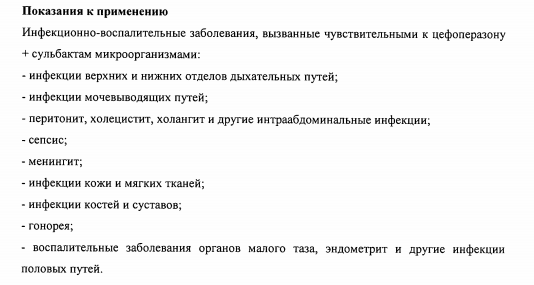 Показания к применению
Инфекционно-воспалительные заболевания, вызванные чувствительными к цефоперазону
+ сульбактам микроорганизмами:
- инфекции верхних и нижних отделов дыхательных путей;
- инфекции мочевыводящих путей;
- перитонит, холецистит, холангит и другие интраабдоминальные инфекции;
- сепсис;
- менингит;
- инфекции кожи и мягких тканей;
- инфекции костей и суставов;
- гонорея;
- воспалительные заболевания органов малого таза, эндометрит и другие инфекции
половых путей.